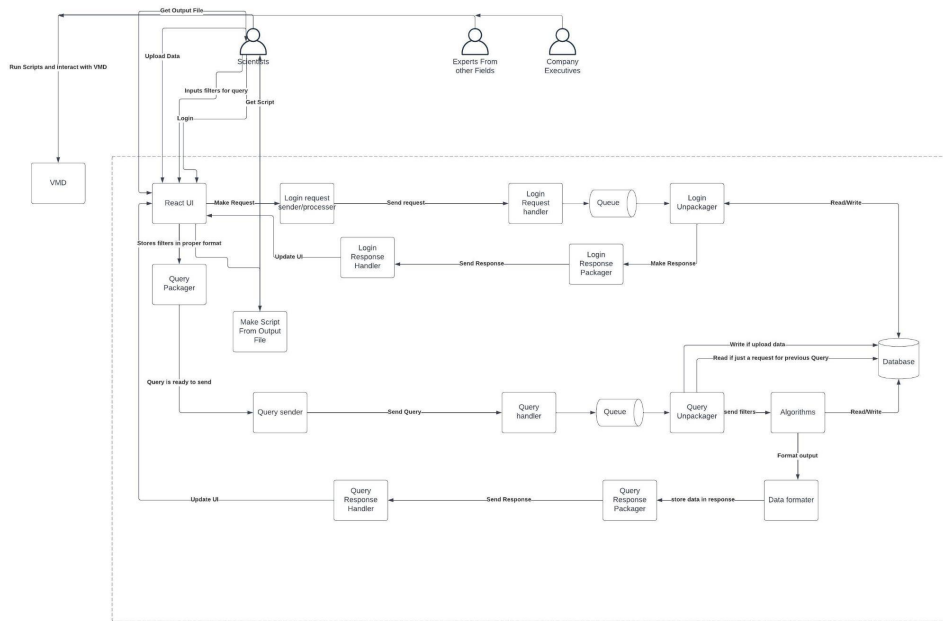 Get Output File
Scientists
Experts From
other Fields
Company
Executives
Upload Data
Run Scripts and interact with VMD
Inputs filters for query
Get Script
Login
VMD
React UI
Make Request
Login request
sender/processer
Send request
Login
Request
handler
Queue
Login
Unpackager
Read/Write
Stores filters in proper format
Update UI
Login
Response
Handler
Send Response
Login
Response
Packager
Make Response
Query
Packager
Make Script
From Output
File
Write if upload data
Read if just a request for previous Query
Database
Query is ready to send
Query sender
Send Query
Query
handler
Queue
Query
Unpackager
send filters
Algorithms
Read/Write
Format output
Update UI
Query
Response
Handler
Send Response
Query
Response
Packager
store data in response
Data formater